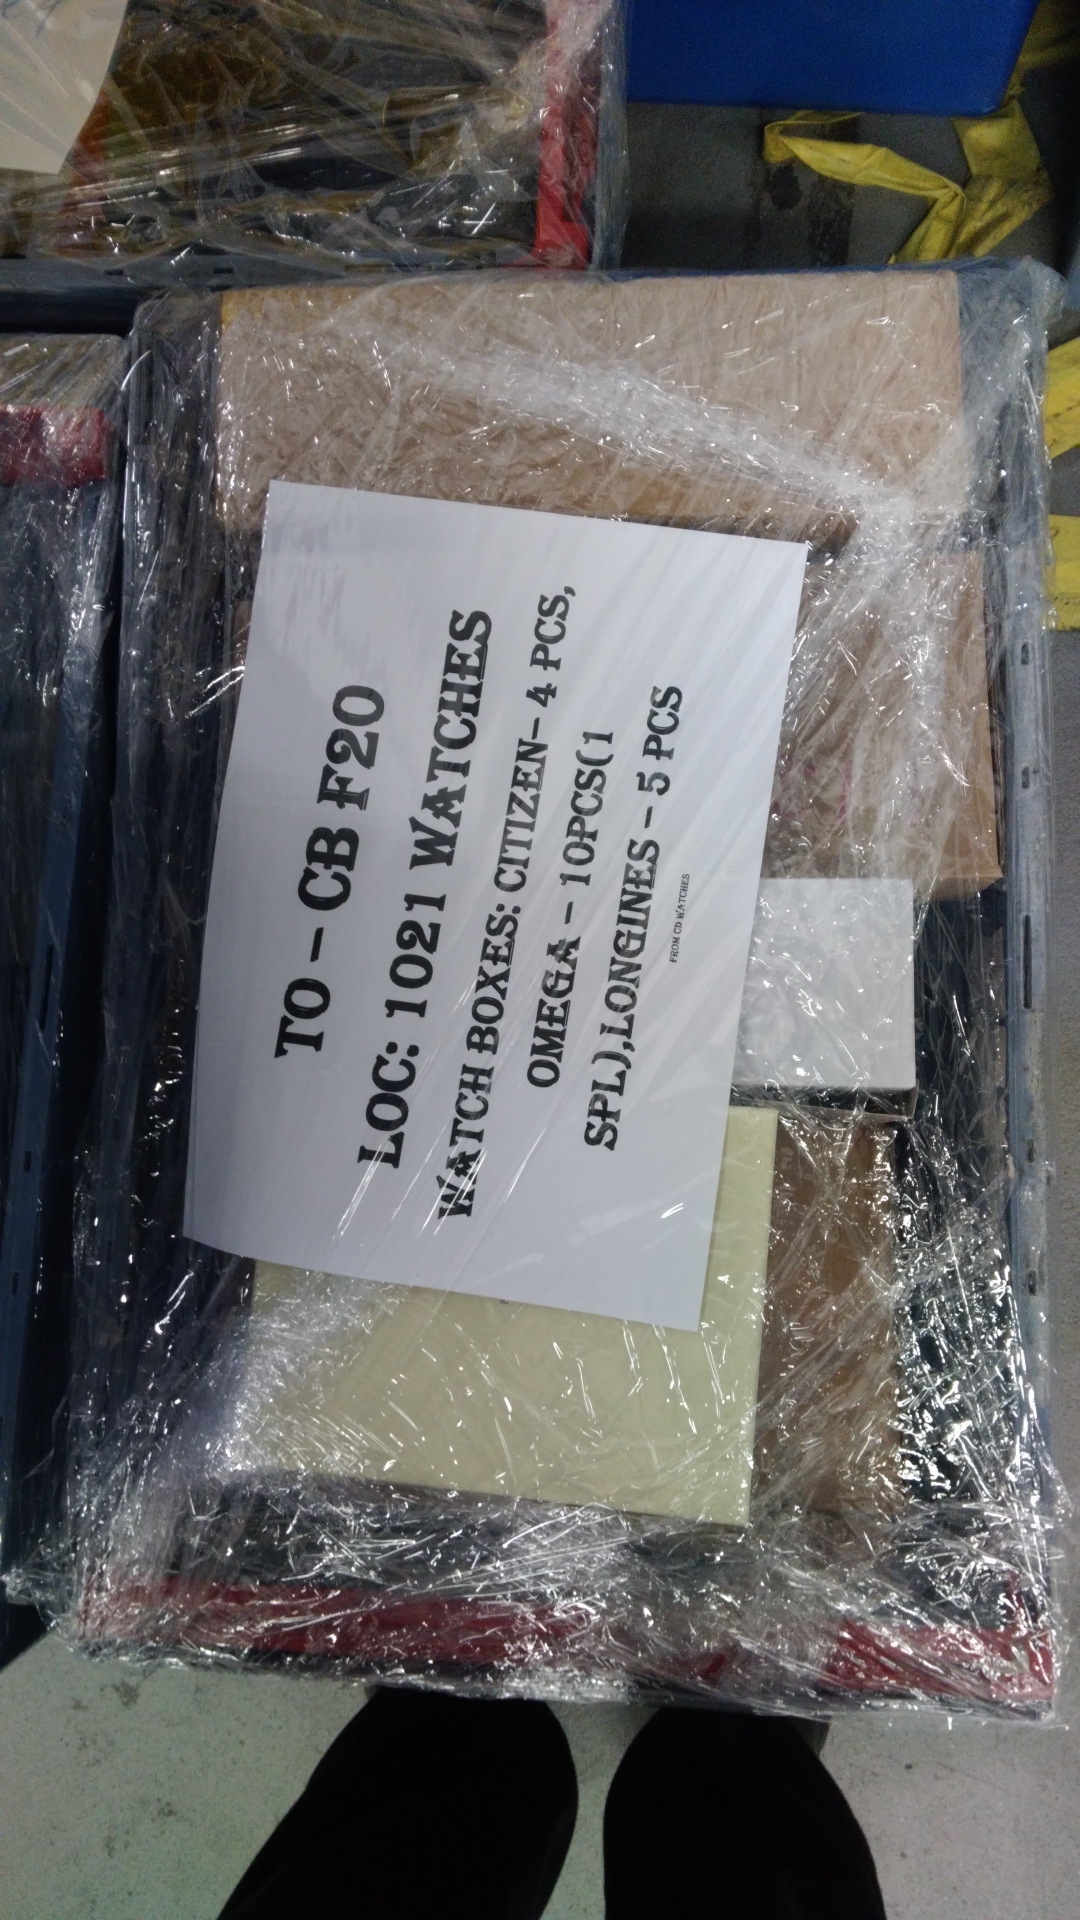 TO – CB F20
LOC: 1021 WATCHES
WATCH BOXES: CITIZEN– 4 PCS,
OMEGA – 10PCS(1
SPL),LONGINES – 5 PCS
FROM CD WATCHES